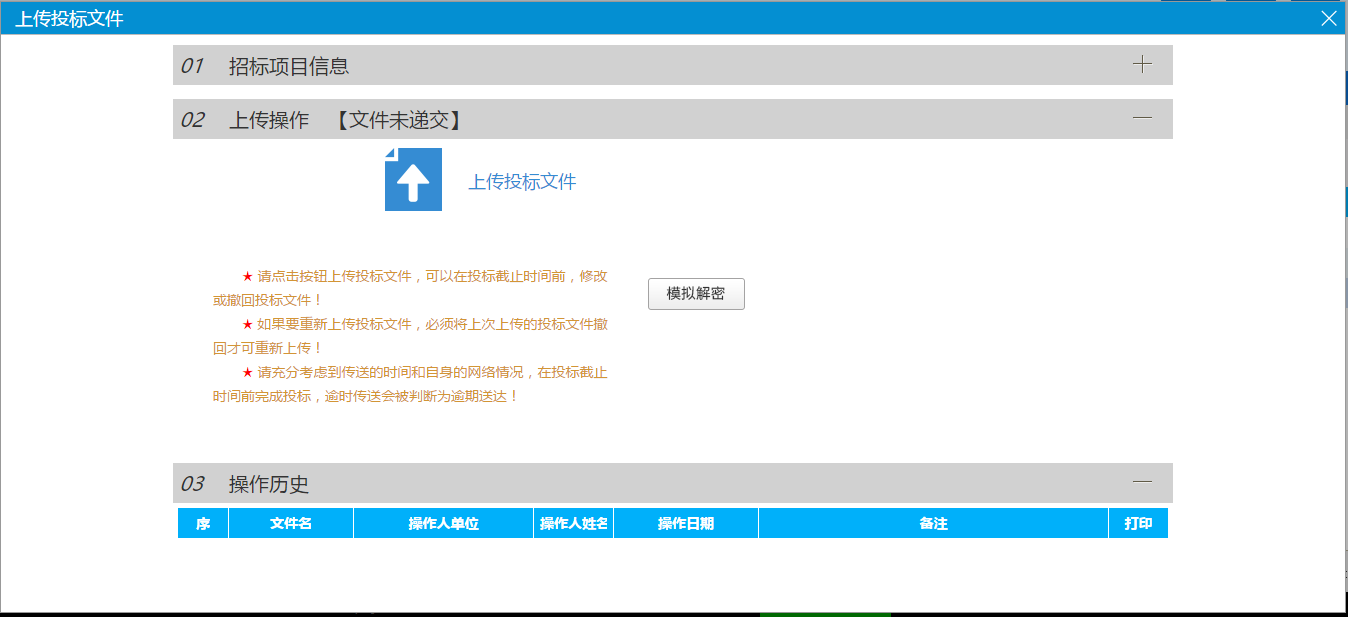 上传投标文件
01 招标项目信息
02 上传操作 【文件未递交】
上传投标文件
★ 请点击按钮上传投标文件，可以在投标截止时间前，修改
或撤回投标文件！
★ 如果要重新上传投标文件，必须将上次上传的投标文件撤
回才可重新上传！
★ 请充分考虑到传送的时间和自身的网络情况，在投标截止
时间前完成投标，逾时传送会被判断为逾期送达！
模拟解密
03 操作历史
序 文件名 操作人单位 操作人姓名 操作日期 备注 打印